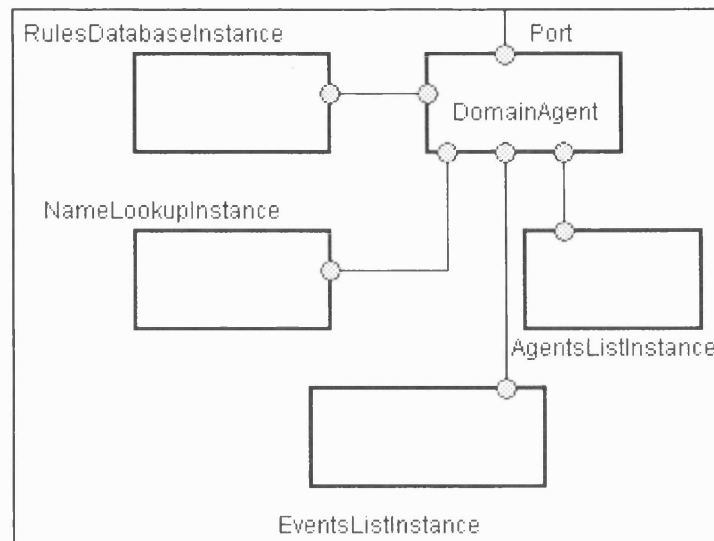 RulesDatabaseInstance
Port
DomainAgent
NameLookupInstance
AgentsListInstance
EventsListInstance